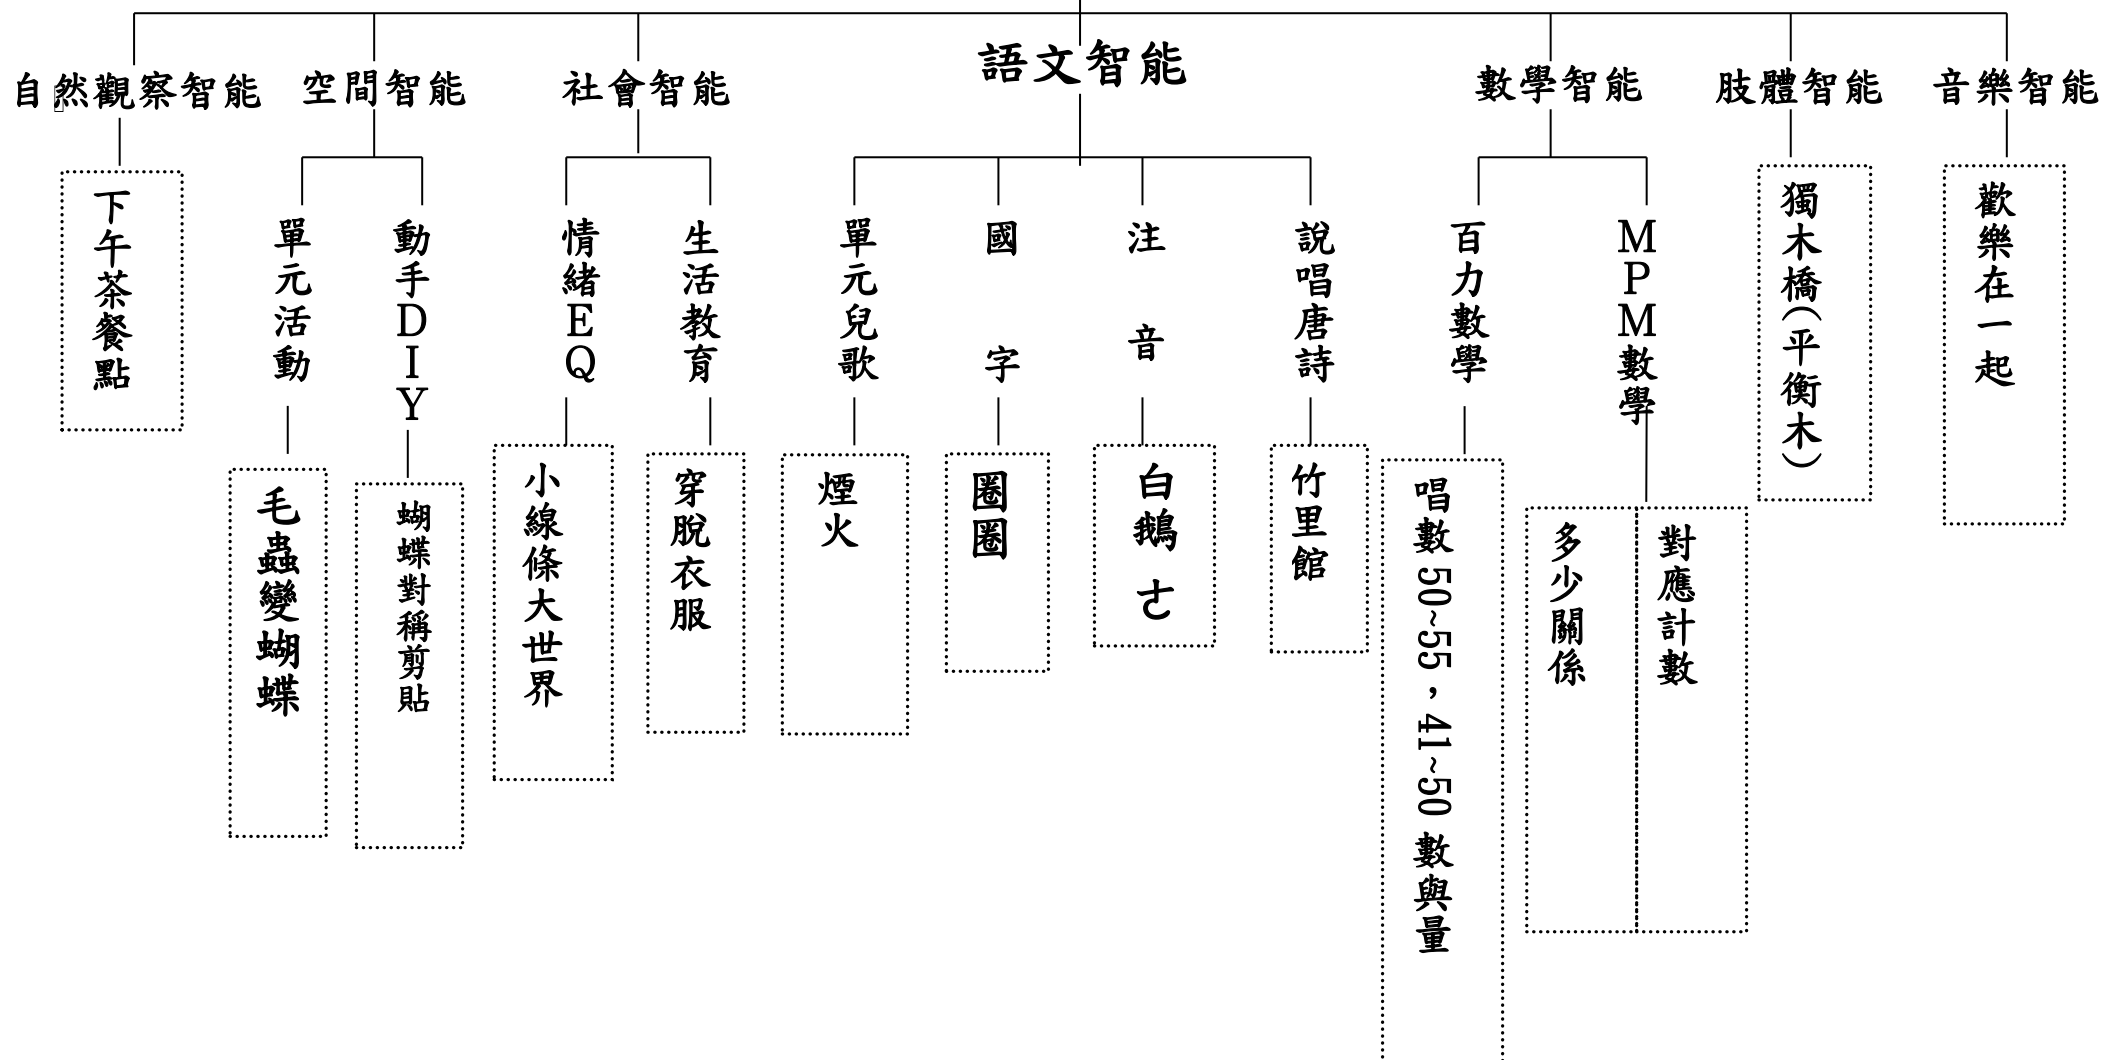 語文智能
自然觀察智能
空間智能
社會智能
數學智能
肢體智能
音樂智能
下午茶餐點
單元活動
動手DIY
情緒EQ
生活教育
單元兒歌
國字
注音
說唱唐詩
百力數學
MPM數學
獨木橋(平衡木)
歡樂在一起
毛蟲變蝴蝶
蝴蝶對稱剪貼
小線條大世界
穿脫衣服
煙火
圈圈
白鵝 ㄜ
竹里館
唱數 50~55，41~50 數與量
多少關係
對應計數